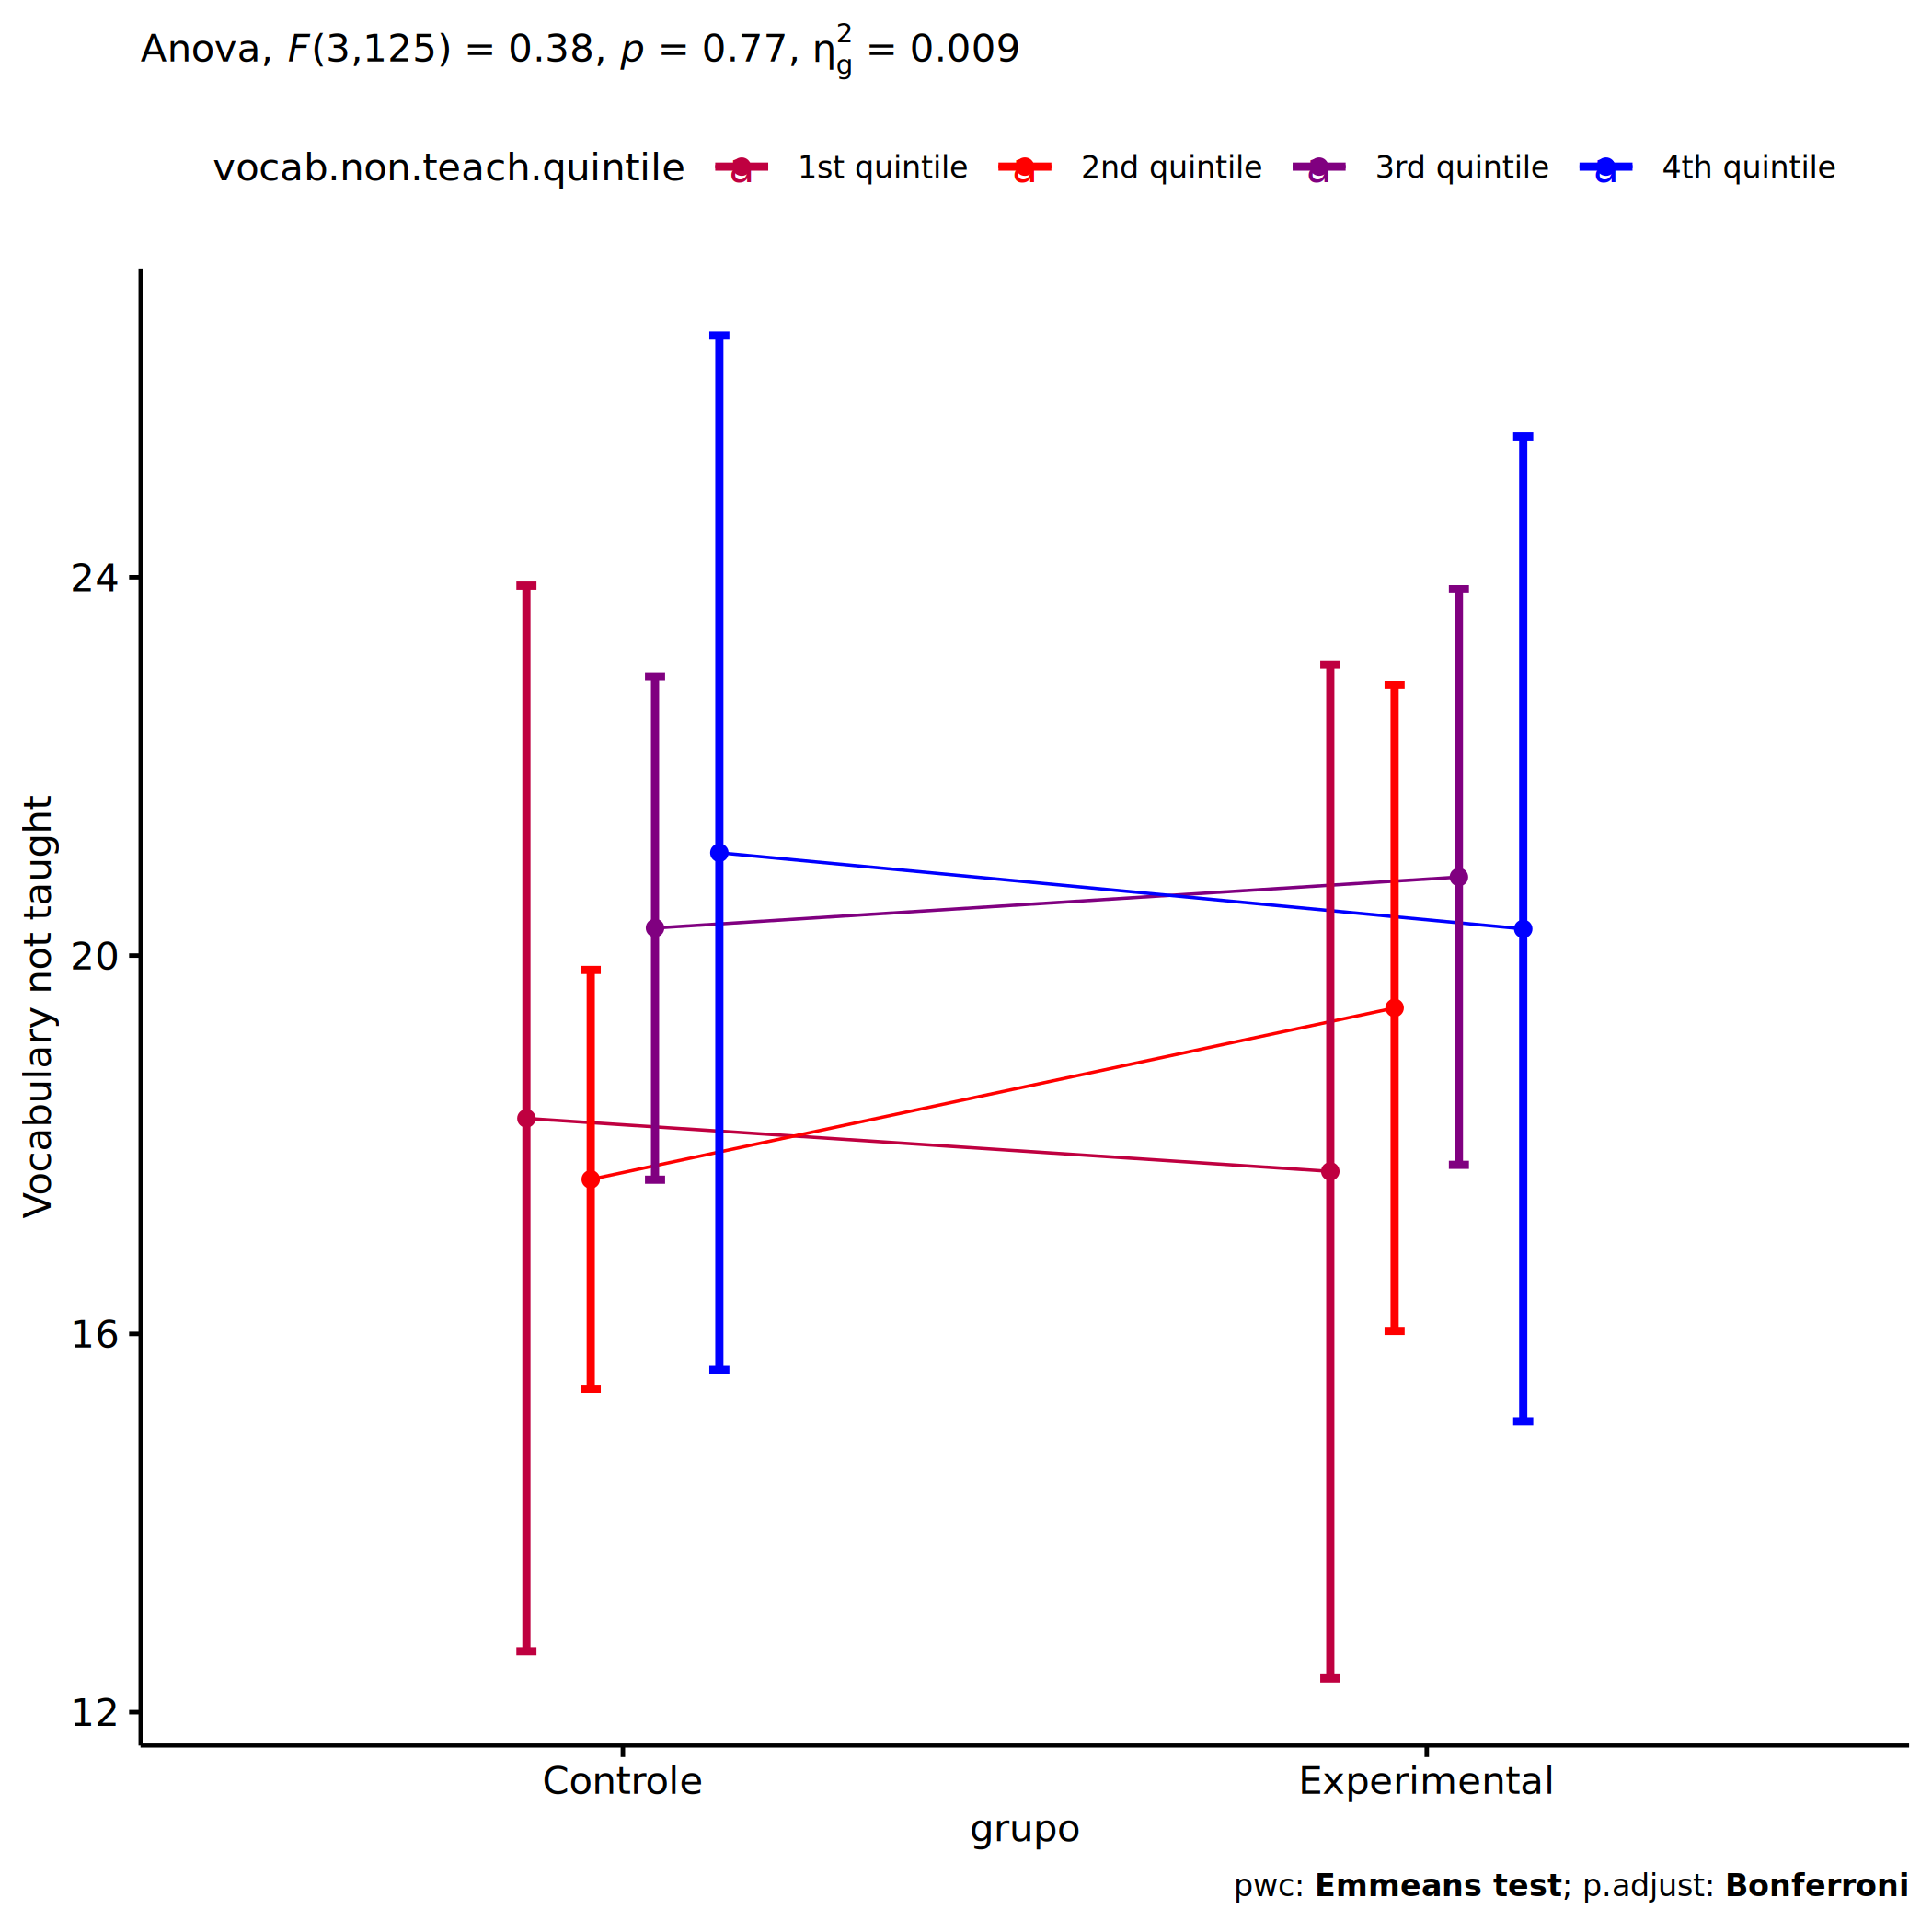 Anova, F(3,125) = 0.38, p = 0.77, η²g = 0.009
vocab.non.teach.quintile a 1st quintile a 2nd quintile a 3rd quintile a 4th quintile
Vocabulary not taught
24
20
16
12
Controle Experimental
grupo
pwc: Emmeans test; p.adjust: Bonferroni